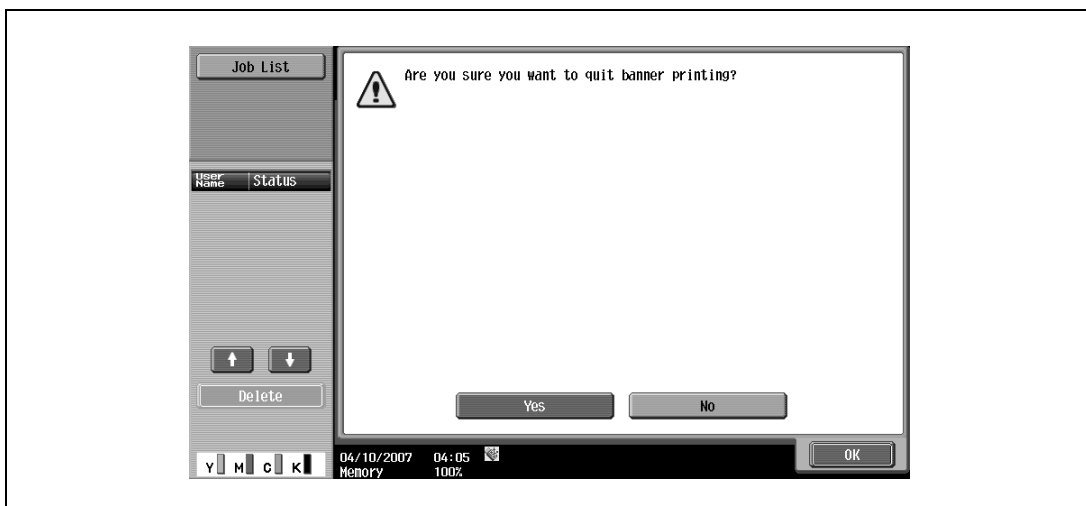 Job List
Are you sure you want to quit banner printing?
User Name Status
Delete
Yes No
Y M C K
04/10/2007 04:05
Memory 100%
OK